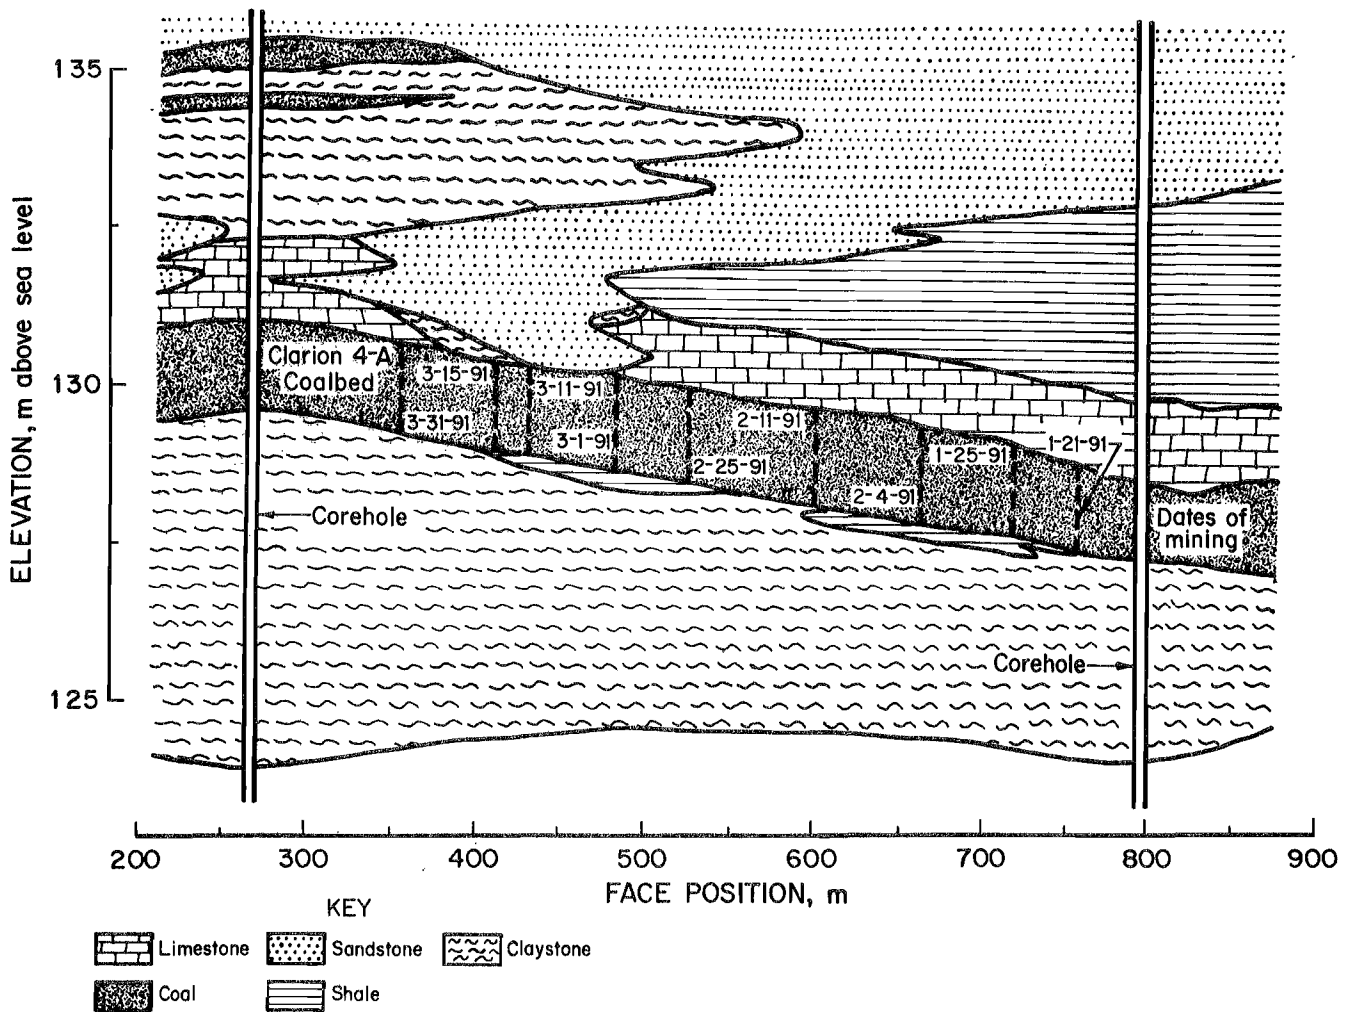 135
130
125
ELEVATION, m above sea level
Clarion 4-A
Coalbed
3-15-91
3-31-91
3-11-91
3-1-91
2-25-91
2-11-91
2-4-91
1-25-91
1-21-91
Dates of
mining
Corehole
Corehole
200 300 400 500 600 700 800 900
FACE POSITION, m
KEY
Limestone Sandstone Claystone
Coal Shale